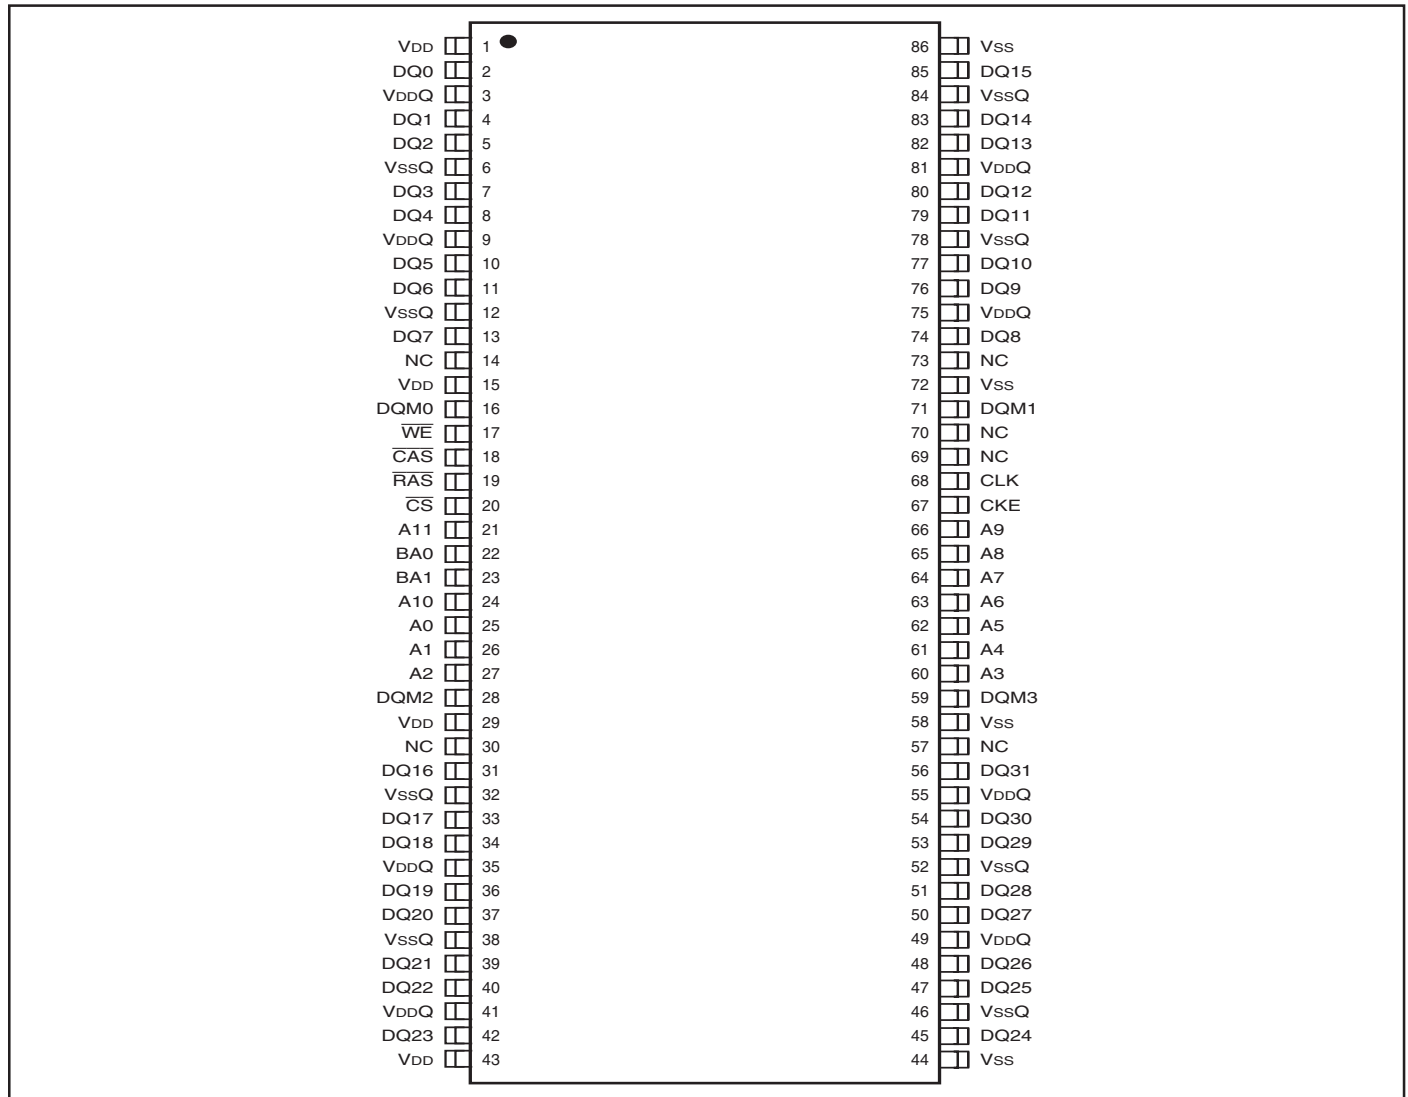 VDD 1 86 VSS
DQ0 2 85 DQ15
VDDQ 3 84 VSSQ
DQ1 4 83 DQ14
DQ2 5 82 DQ13
VSSQ 6 81 VDDQ
DQ3 7 80 DQ12
DQ4 8 79 DQ11
VDDQ 9 78 VSSQ
DQ5 10 77 DQ10
DQ6 11 76 DQ9
VSSQ 12 75 VDDQ
DQ7 13 74 DQ8
NC 14 73 NC
VDD 15 72 VSS
DQM0 16 71 DQM1
W̅E̅ 17 70 NC
C̅A̅S̅ 18 69 NC
R̅A̅S̅ 19 68 CLK
C̅S̅ 20 67 CKE
A11 21 66 A9
BA0 22 65 A8
BA1 23 64 A7
A10 24 63 A6
A0 25 62 A5
A1 26 61 A4
A2 27 60 A3
DQM2 28 59 DQM3
VDD 29 58 VSS
NC 30 57 NC
DQ16 31 56 DQ31
VSSQ 32 55 VDDQ
DQ17 33 54 DQ30
DQ18 34 53 DQ29
VDDQ 35 52 VSSQ
DQ19 36 51 DQ28
DQ20 37 50 DQ27
VSSQ 38 49 VDDQ
DQ21 39 48 DQ26
DQ22 40 47 DQ25
VDDQ 41 46 VSSQ
DQ23 42 45 DQ24
VDD 43 44 VSS